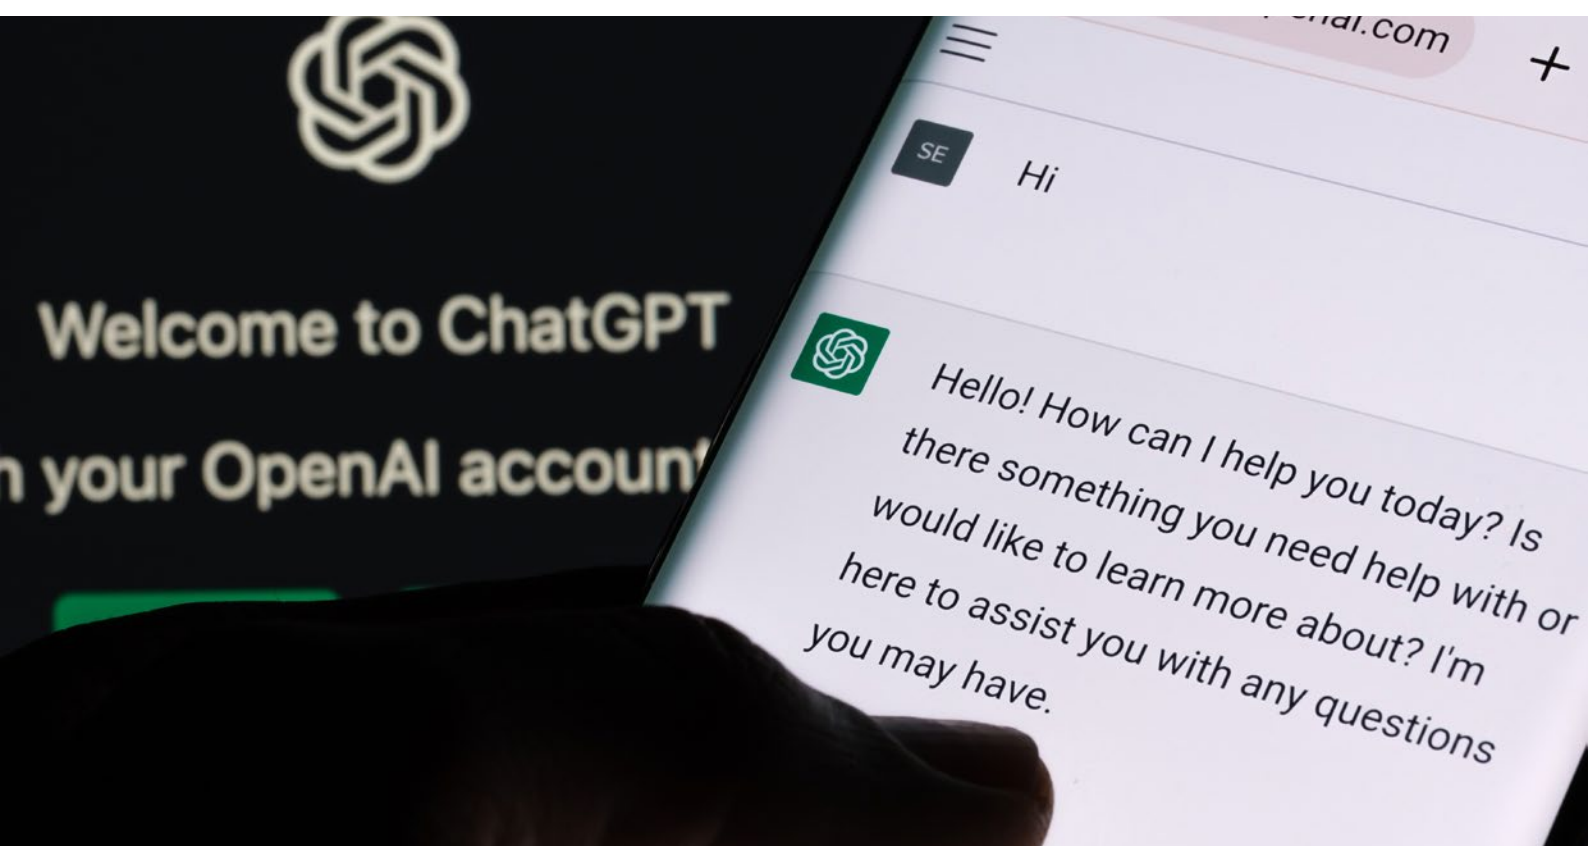 Welcome to ChatGPT
your OpenAI account
.com
+
SE
Hi
Hello! How can I help you today? Is
there something you need help with or
would like to learn more about? I'm
here to assist you with any questions
you may have.